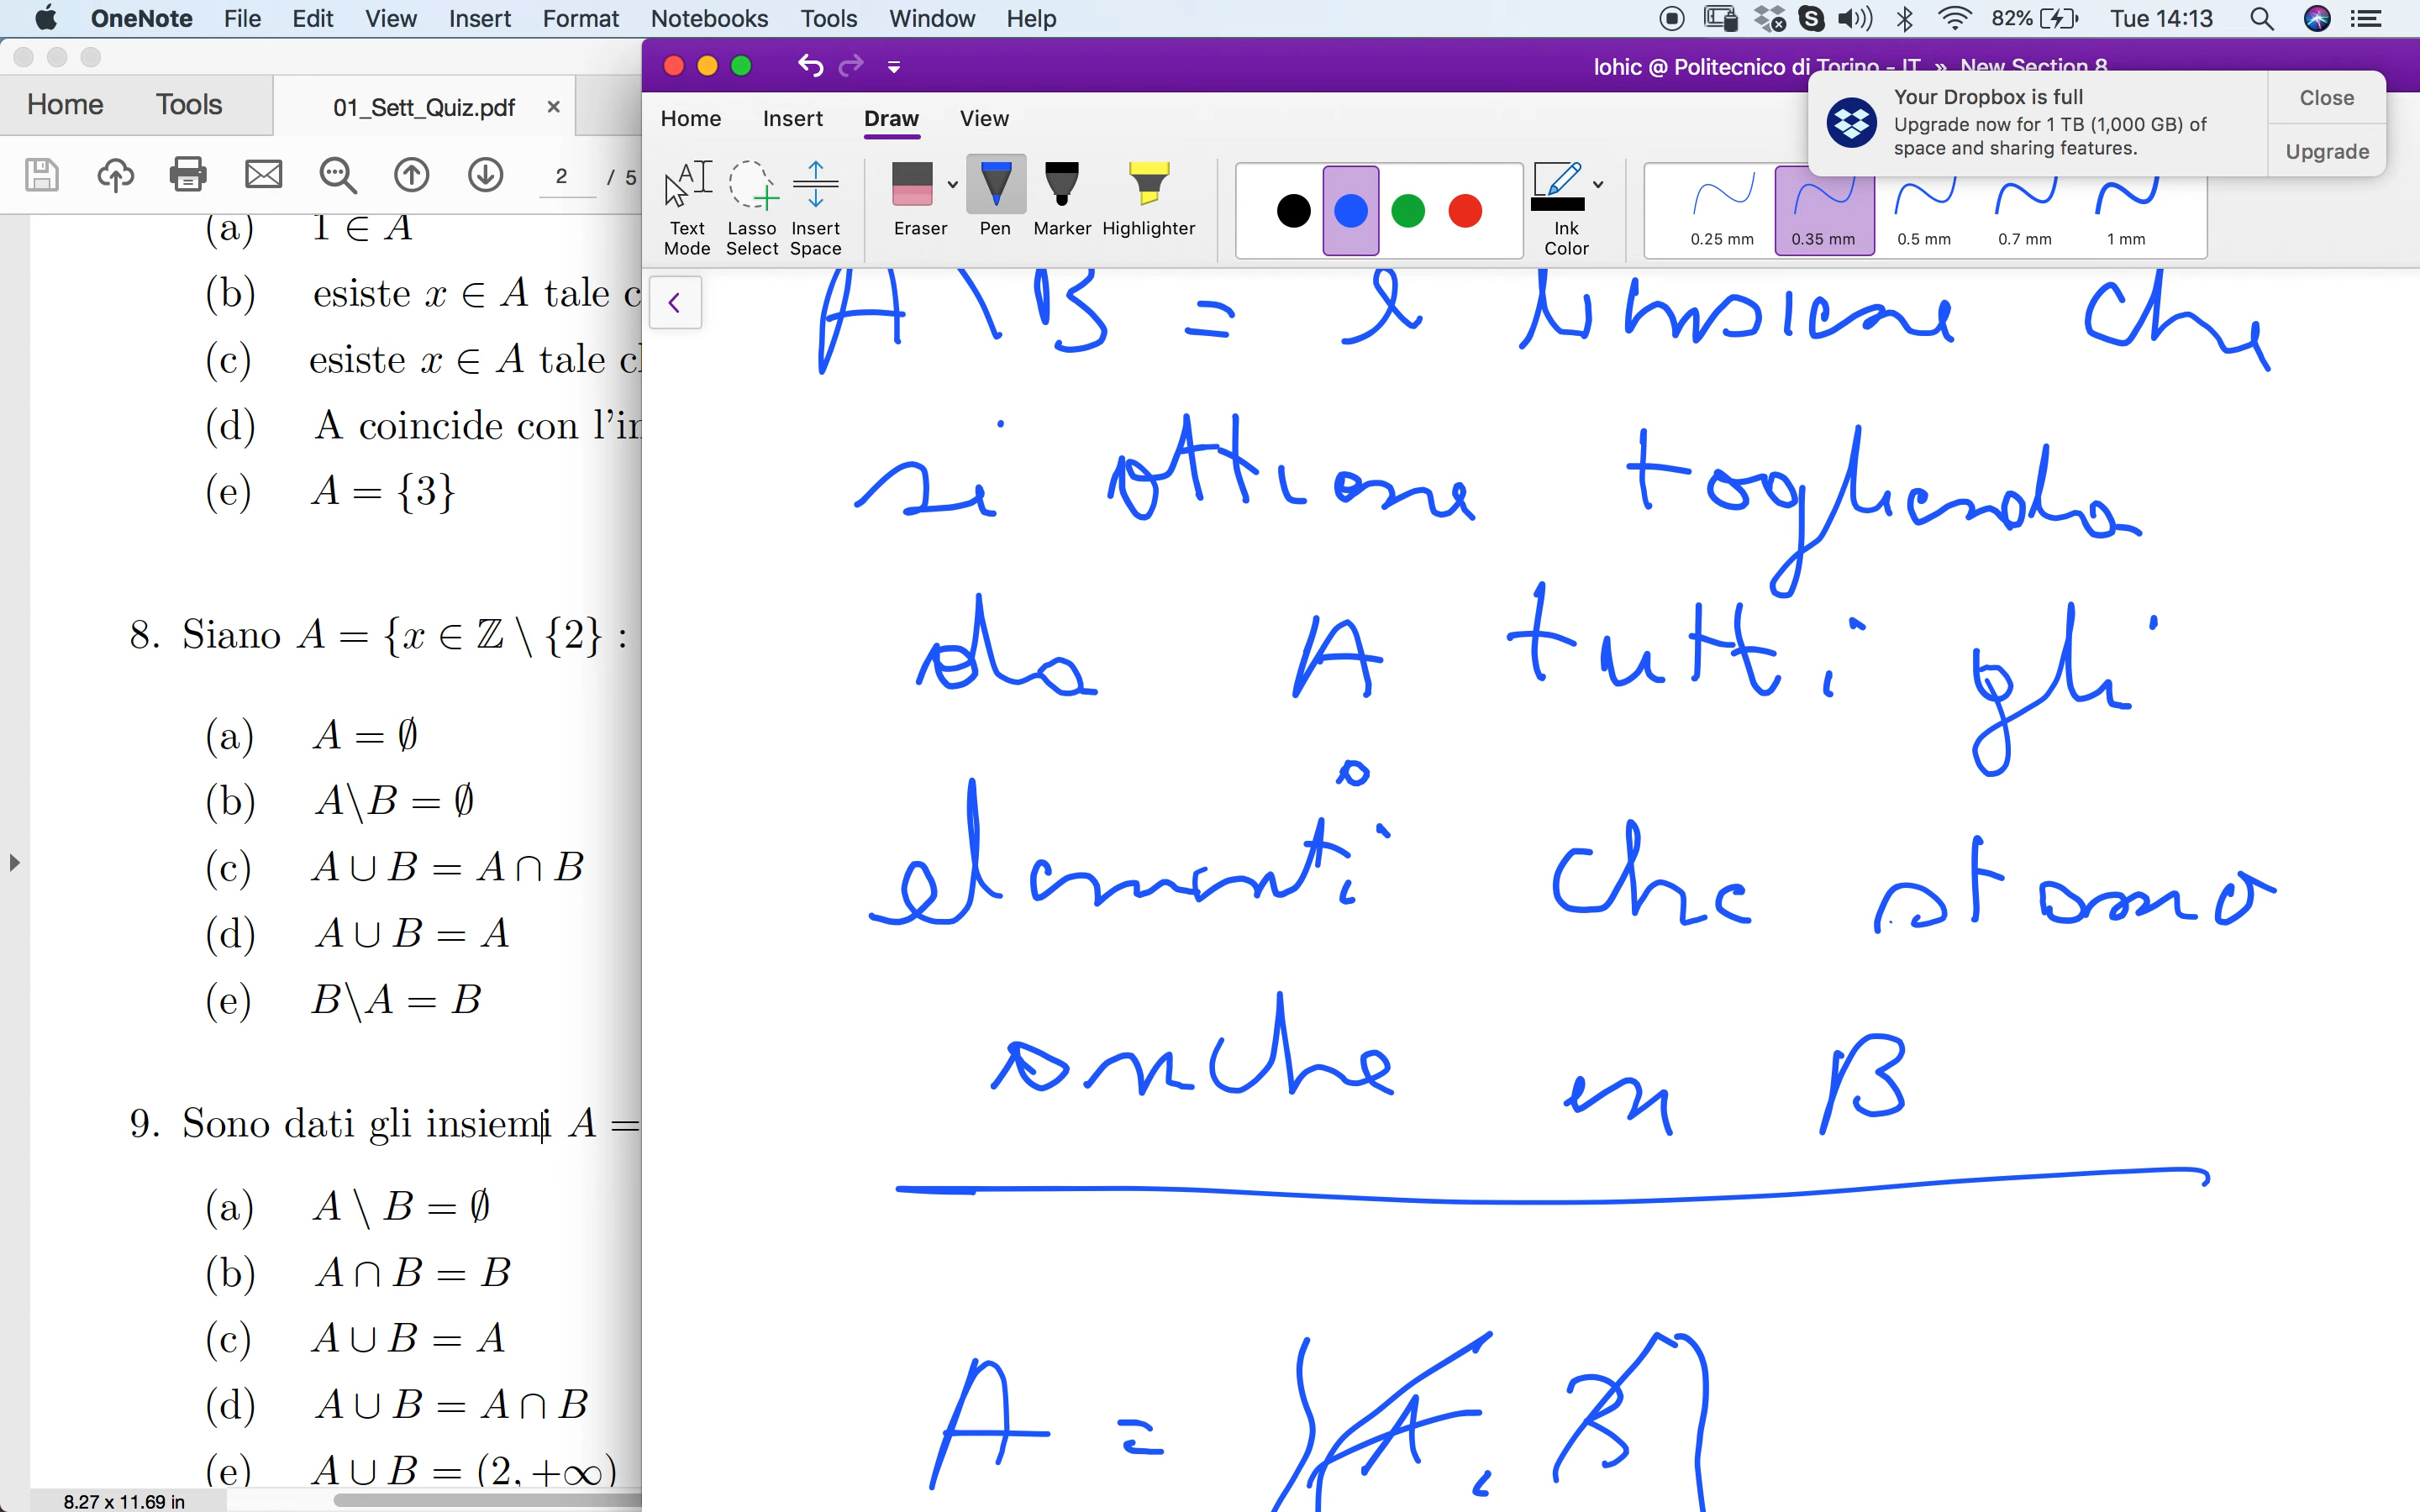 OneNote File Edit View Insert Format Notebooks Tools Window Help 82% Tue 14:13
Home Tools 01_Sett_Quiz.pdf ×
2 / 5
(a) 1 ∈ A
(b) esiste x ∈ A tale c
(c) esiste x ∈ A tale cl
(d) A coincide con l'in
(e) A = {3}
8. Siano A = {x ∈ ℤ \ {2} :
(a) A = ∅
(b) A\B = ∅
(c) A ∪ B = A ∩ B
(d) A ∪ B = A
(e) B\A = B
9. Sono dati gli insiemi A =
(a) A \ B = ∅
(b) A ∩ B = B
(c) A ∪ B = A
(d) A ∪ B = A ∩ B
(e) A ∪ B = (2, +∞)
8.27 x 11.69 in
lohic @ Politecnico di Torino - IT » New Section 8
Home Insert Draw View
Text Mode Lasso Select Insert Space Eraser Pen Marker Highlighter Ink Color 0.25 mm 0.35 mm 0.5 mm 0.7 mm 1 mm
Your Dropbox is full
Upgrade now for 1 TB (1,000 GB) of
space and sharing features.
Close
Upgrade
A \ B = che
si ottiene togliendo
da A tutti gli
elementi che stanno
anche in B
A = { A, B }